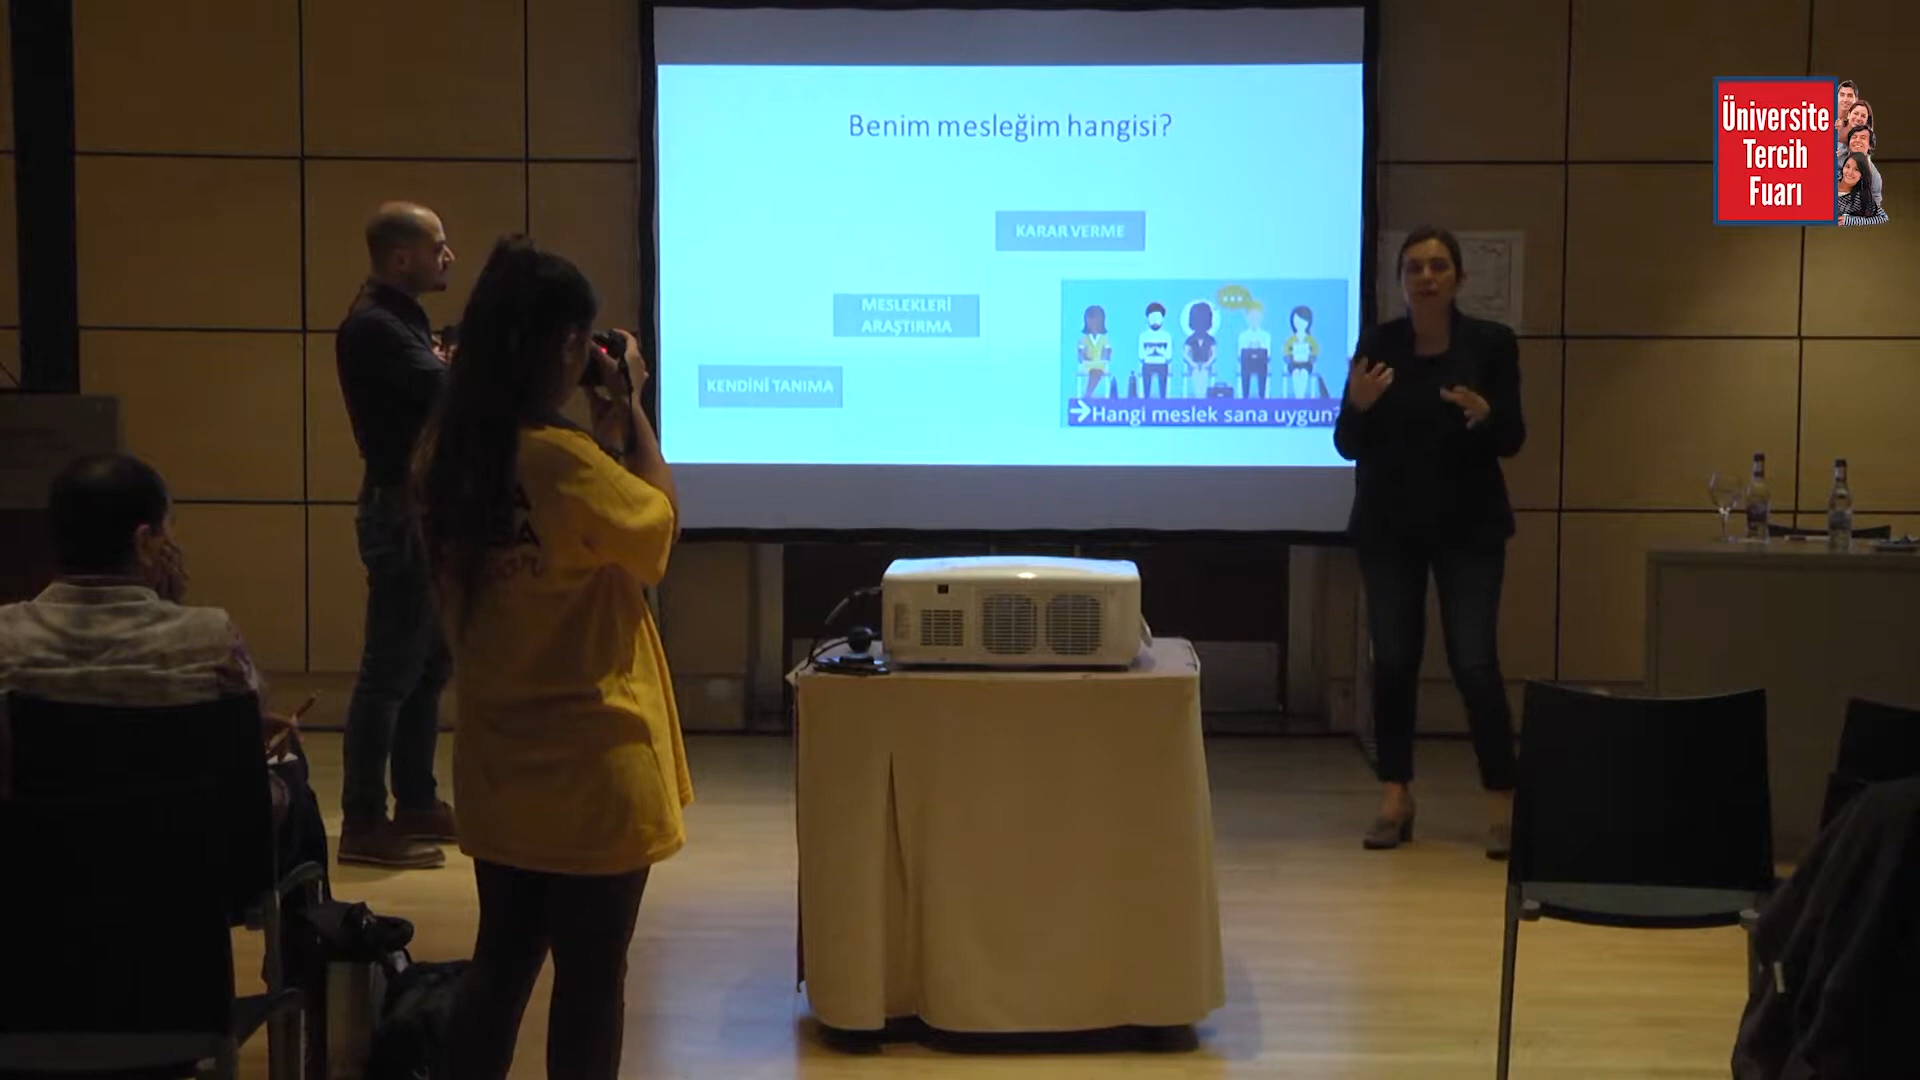 Benim mesleğim hangisi?
KARAR VERME
MESLEKLERİ
ARAŞTIRMA
KENDİNİ TANIMA
→Hangi meslek sana uygun?
Üniversite
Tercih
Fuarı